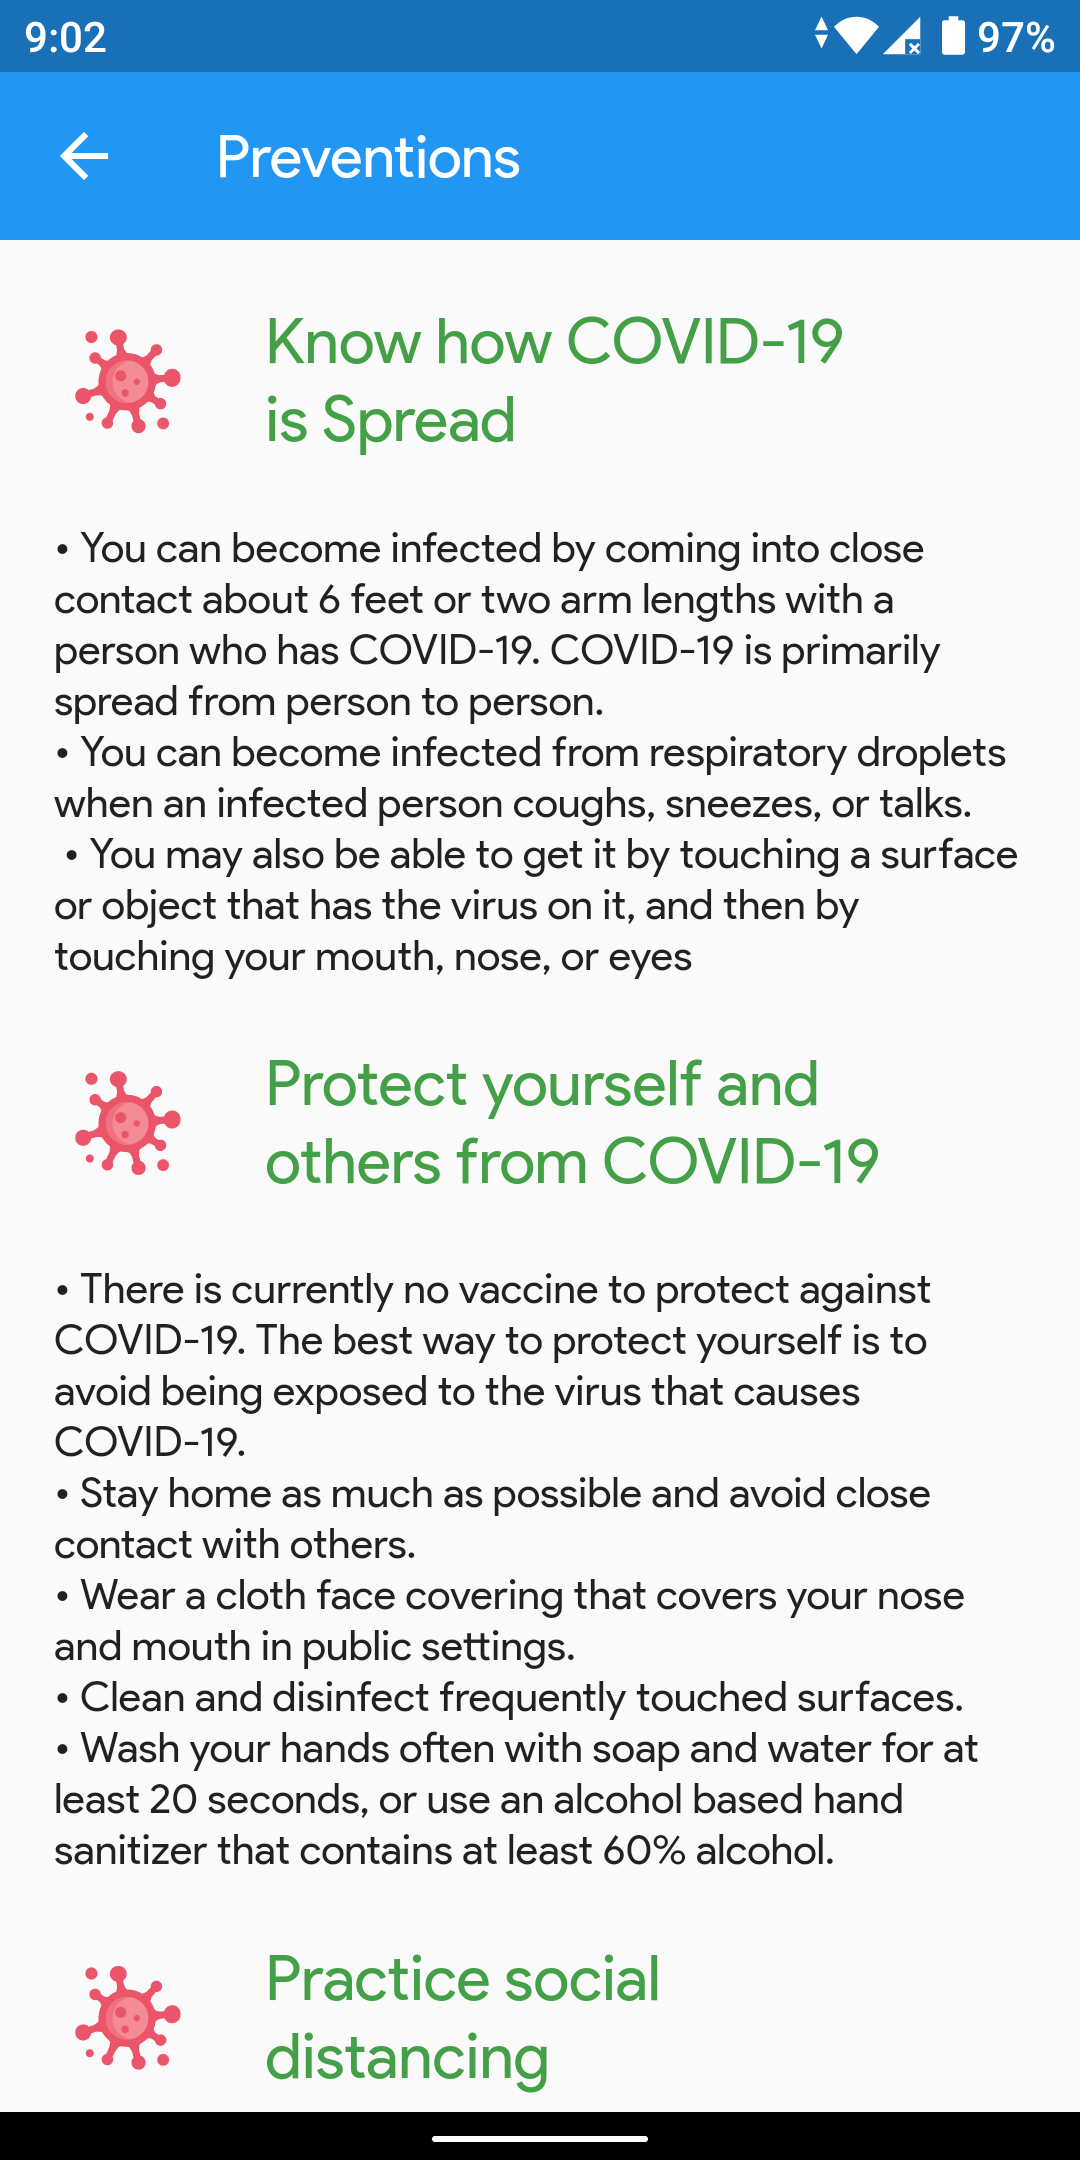 9:02
97%
Preventions
Know how COVID-19
is Spread
• You can become infected by coming into close
contact about 6 feet or two arm lengths with a
person who has COVID-19. COVID-19 is primarily
spread from person to person.
• You can become infected from respiratory droplets
when an infected person coughs, sneezes, or talks.
• You may also be able to get it by touching a surface
or object that has the virus on it, and then by
touching your mouth, nose, or eyes
Protect yourself and
others from COVID-19
• There is currently no vaccine to protect against
COVID-19. The best way to protect yourself is to
avoid being exposed to the virus that causes
COVID-19.
• Stay home as much as possible and avoid close
contact with others.
• Wear a cloth face covering that covers your nose
and mouth in public settings.
• Clean and disinfect frequently touched surfaces.
• Wash your hands often with soap and water for at
least 20 seconds, or use an alcohol based hand
sanitizer that contains at least 60% alcohol.
Practice social
distancing